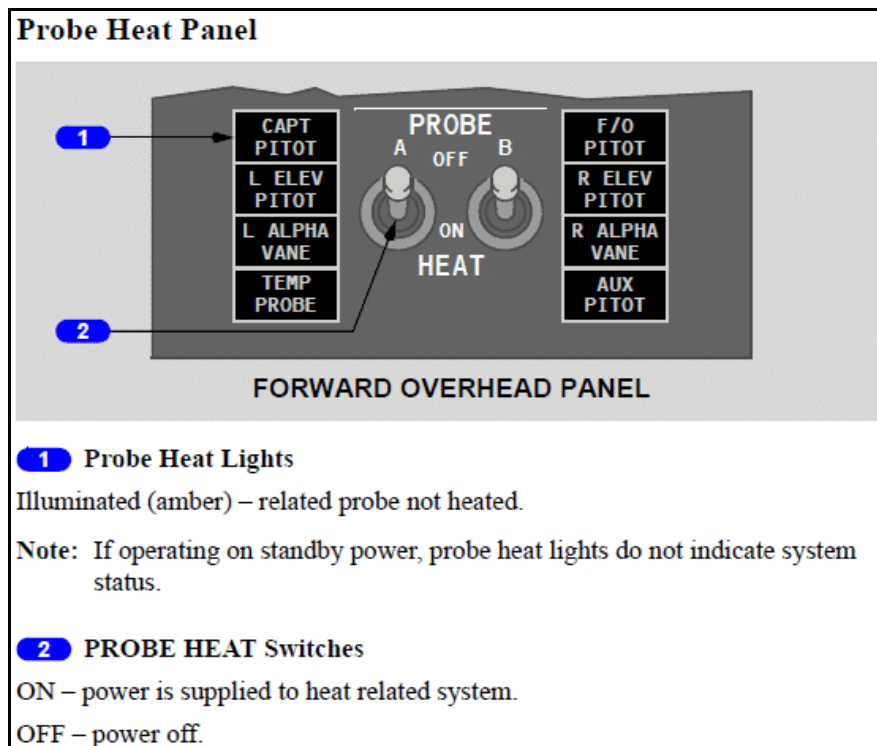 Probe Heat Panel
1
CAPT
PITOT
L ELEV
PITOT
L ALPHA
VANE
TEMP
PROBE
PROBE
A OFF B
ON
HEAT
F/O
PITOT
R ELEV
PITOT
R ALPHA
VANE
AUX
PITOT
2
FORWARD OVERHEAD PANEL
1 Probe Heat Lights
Illuminated (amber) – related probe not heated.
Note: If operating on standby power, probe heat lights do not indicate system
status.
2 PROBE HEAT Switches
ON – power is supplied to heat related system.
OFF – power off.